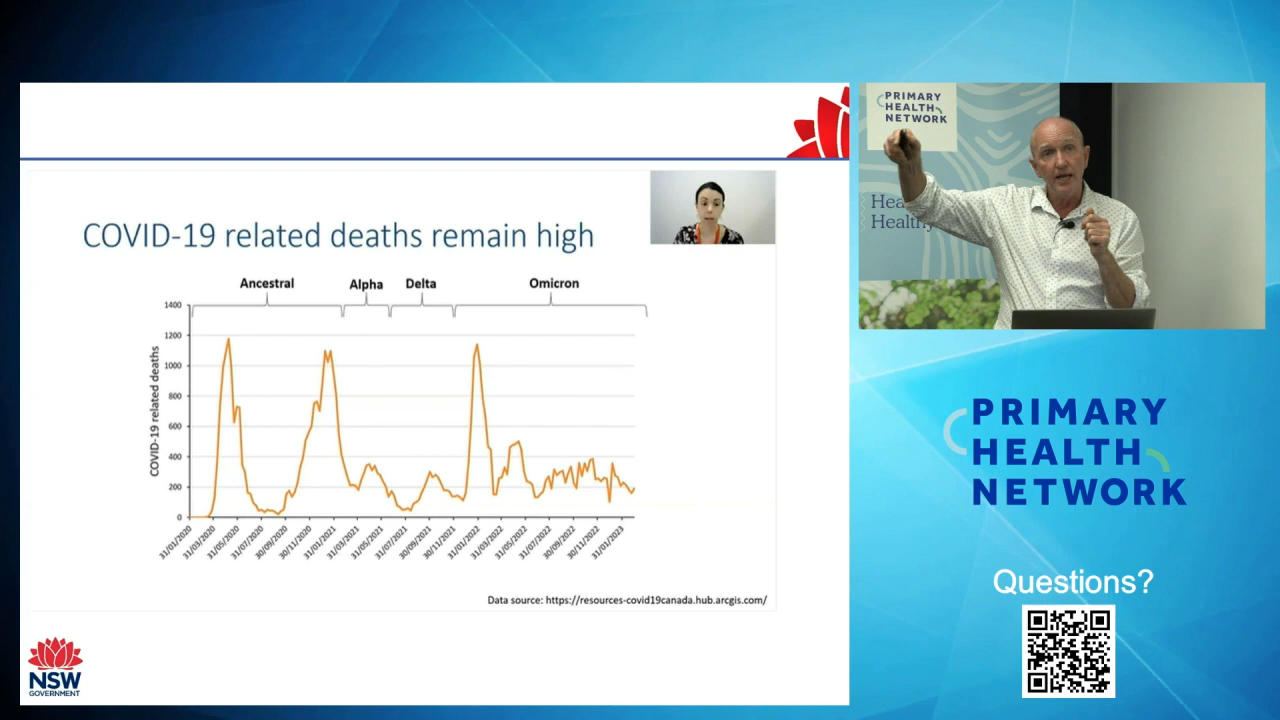 COVID-19 related deaths remain high
Ancestral
Alpha
Delta
Omicron
COVID-19 related deaths
1400
1200
1000
800
600
400
200
0
31/01/2020
31/03/2020
31/05/2020
31/07/2020
30/09/2020
30/11/2020
31/01/2021
31/03/2021
31/05/2021
31/07/2021
30/09/2021
30/11/2021
31/01/2022
31/03/2022
31/05/2022
31/07/2022
30/09/2022
30/11/2022
31/01/2023
Data source: https://resources-covid19canada.hub.arcgis.com/
NSW
GOVERNMENT
PRIMARY
HEALTH
NETWORK
Healthy
PRIMARY
HEALTH
NETWORK
Questions?